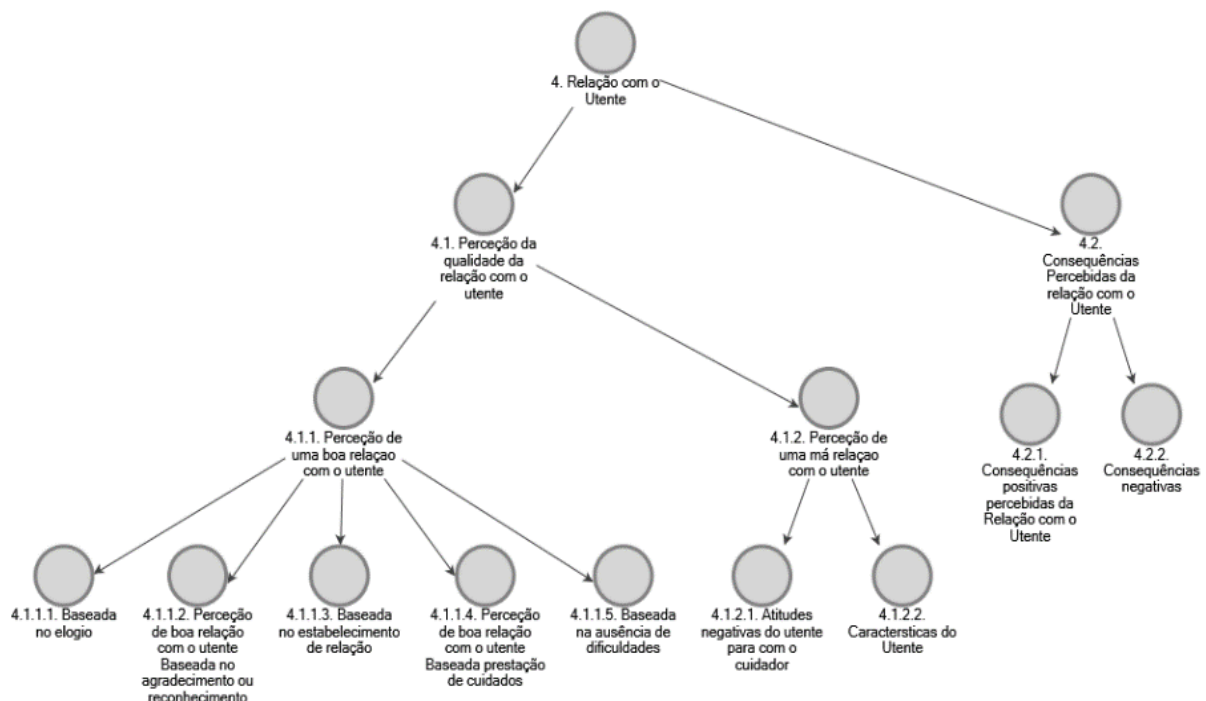 4. Relação com o
Utente
4.1. Perceção da
qualidade da
relação com o
utente
4.2.
Consequências
Percebidas da
relação com o
Utente
4.1.1. Perceção de
uma boa relaçao
com o utente
4.1.2. Perceção de
uma má relaçao
com o utente
4.2.1.
Consequências
positivas
percebidas da
Relação com o
Utente
4.2.2.
Consequências
negativas
4.1.1.1. Baseada
no elogio
4.1.1.2. Perceção
de boa relação
com o utente
Baseada no
agradecimento ou
reconhecimento
4.1.1.3. Baseada
no estabelecimento
de relação
4.1.1.4. Perceção
de boa relação
com o utente
Baseada prestação
de cuidados
4.1.1.5. Baseada
na ausência de
dificuldades
4.1.2.1. Atitudes
negativas do utente
para com o
cuidador
4.1.2.2.
Caractersticas do
Utente